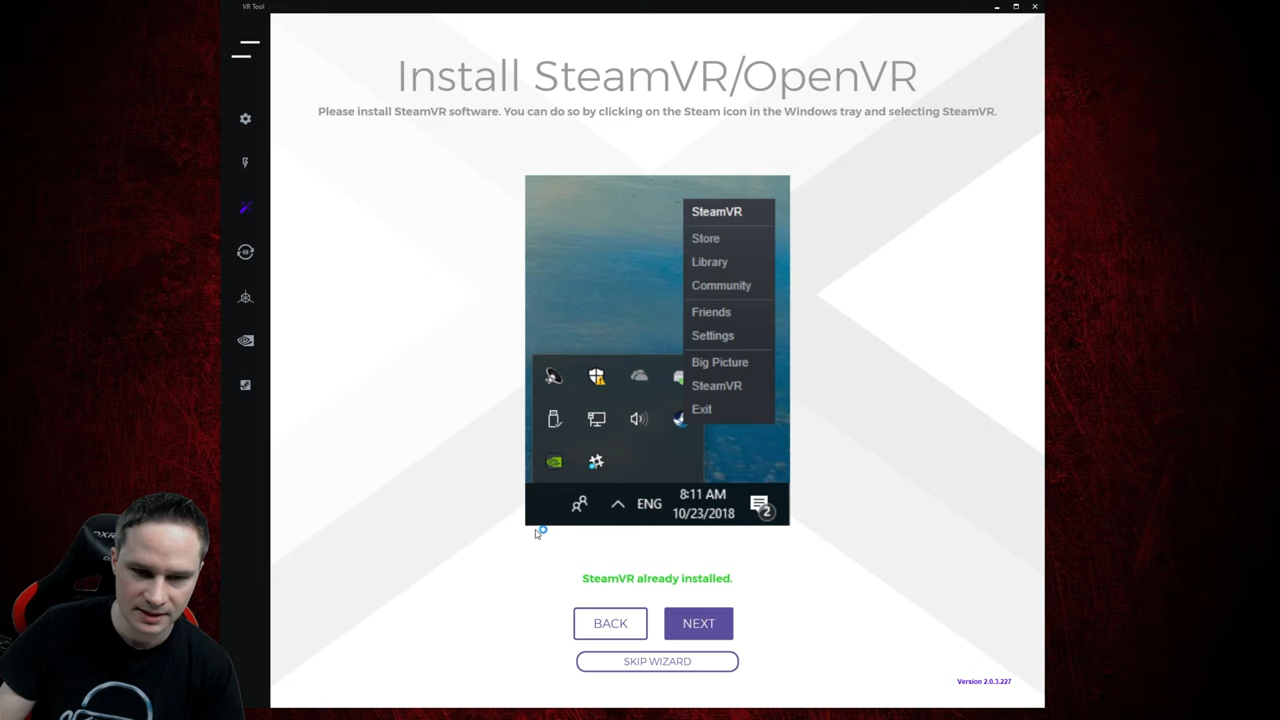 VR Tool
Install SteamVR/OpenVR
Please install SteamVR software. You can do so by clicking on the Steam icon in the Windows tray and selecting SteamVR.
SteamVR
Store
Library
Community
Friends
Settings
Big Picture
SteamVR
Exit
ENG
8:11 AM
10/23/2018
2
SteamVR already installed.
BACK
NEXT
SKIP WIZARD
Version 2.0.3.227
DXR